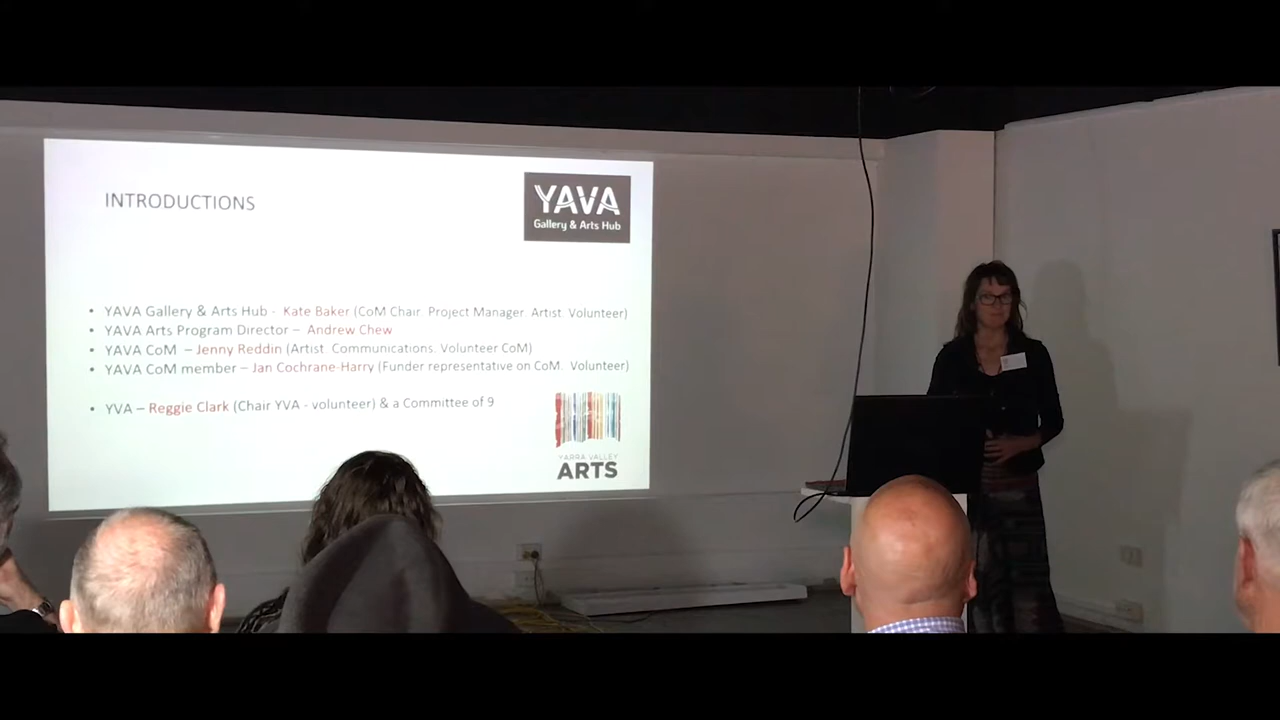 INTRODUCTIONS
YAVA
Gallery & Arts Hub
• YAVA Gallery & Arts Hub - Kate Baker (CoM Chair. Project Manager. Artist. Volunteer)
• YAVA Arts Program Director – Andrew Chew
• YAVA CoM – Jenny Reddin (Artist Communications. Volunteer CoM)
• YAVA CoM member – Jan Cochrane-Harry (Funder representative on CoM. Volunteer)
• YVA – Reggie Clark (Chair YVA - volunteer) & a Committee of 9
YARRA VALLEY
ARTS